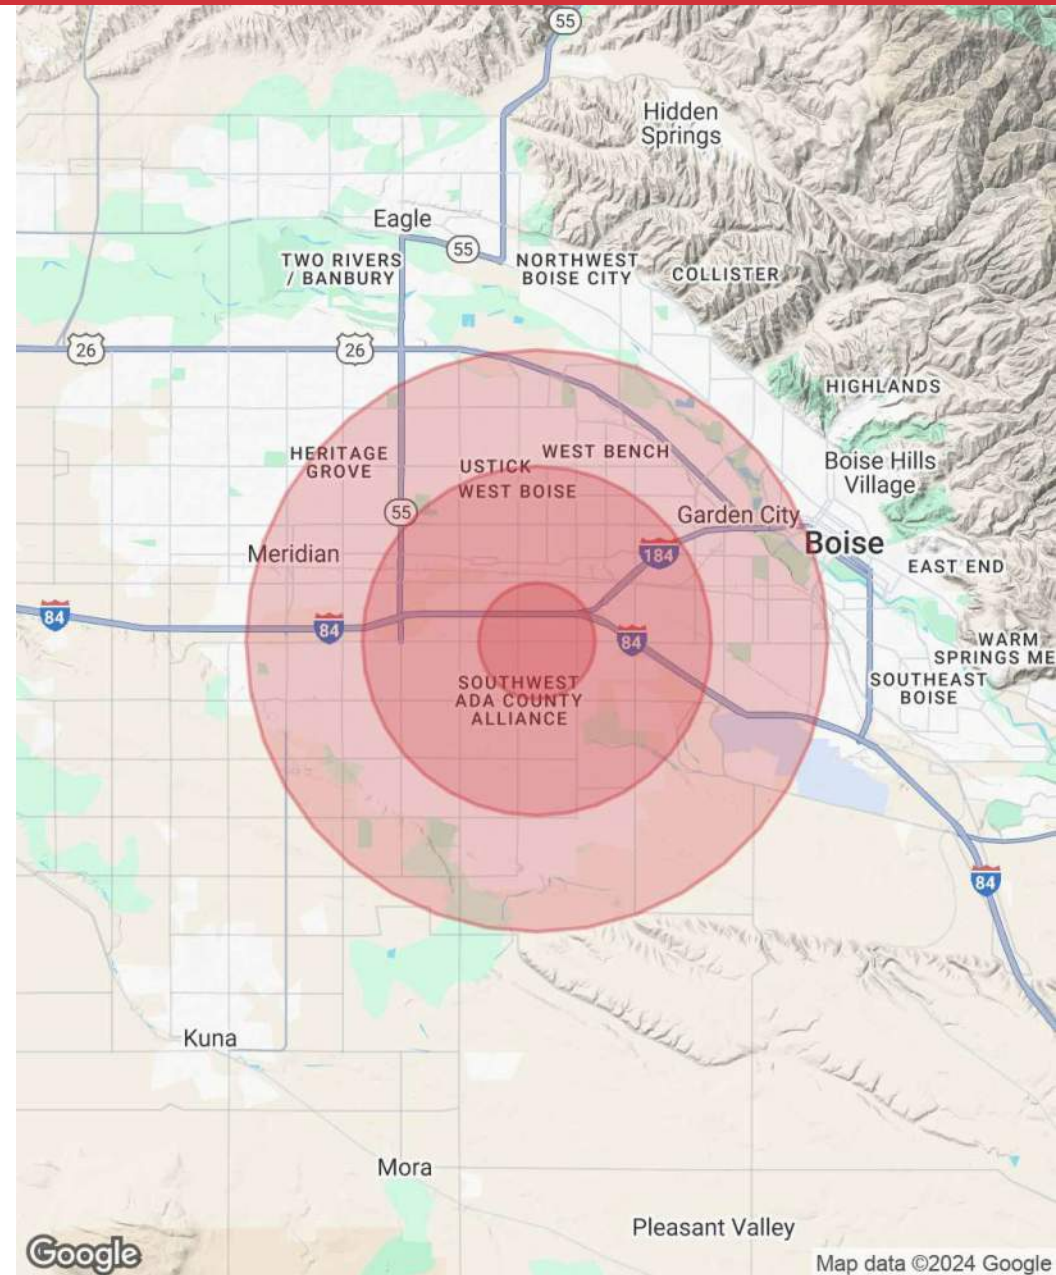 55
Hidden
Springs
Eagle
55
TWO RIVERS
/ BANBURY
NORTHWEST
BOISE CITY
COLLISTER
26
26
HIGHLANDS
HERITAGE
GROVE
USTICK
WEST BENCH
WEST BOISE
Boise Hills
Village
55
Garden City
Meridian
184
Boise
EAST END
84
84
84
WARM
SPRINGS ME
SOUTHWEST
ADA COUNTY
ALLIANCE
SOUTHEAST
BOISE
84
Kuna
Mora
Pleasant Valley
Google
Map data ©2024 Google